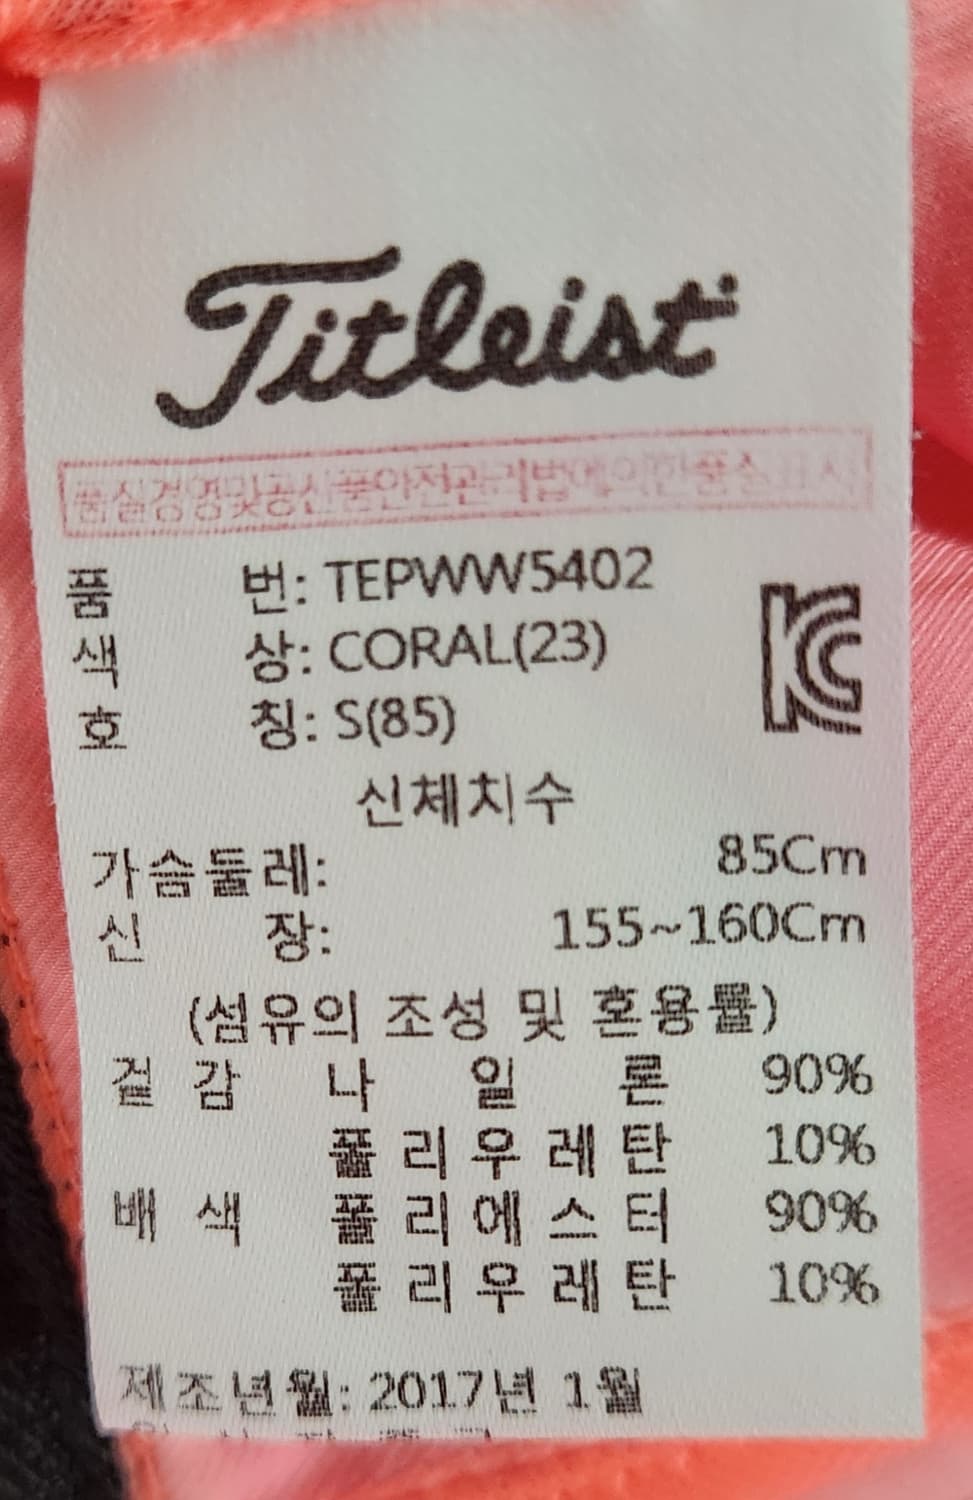 Titleist
품질경영및공산품안전관리법에의한품질표시
품 번: TEPWW5402
색 상: CORAL(23)
호 칭: S(85)
신체치수
가슴둘레: 85Cm
신 장: 155~160Cm
(섬유의 조성 및 혼용률)
겉 감 나 일 론 90%
폴 리 우 레 탄 10%
배 색 폴 리 에 스 터 90%
폴 리 우 레 탄 10%
제조년월: 2017년 1월